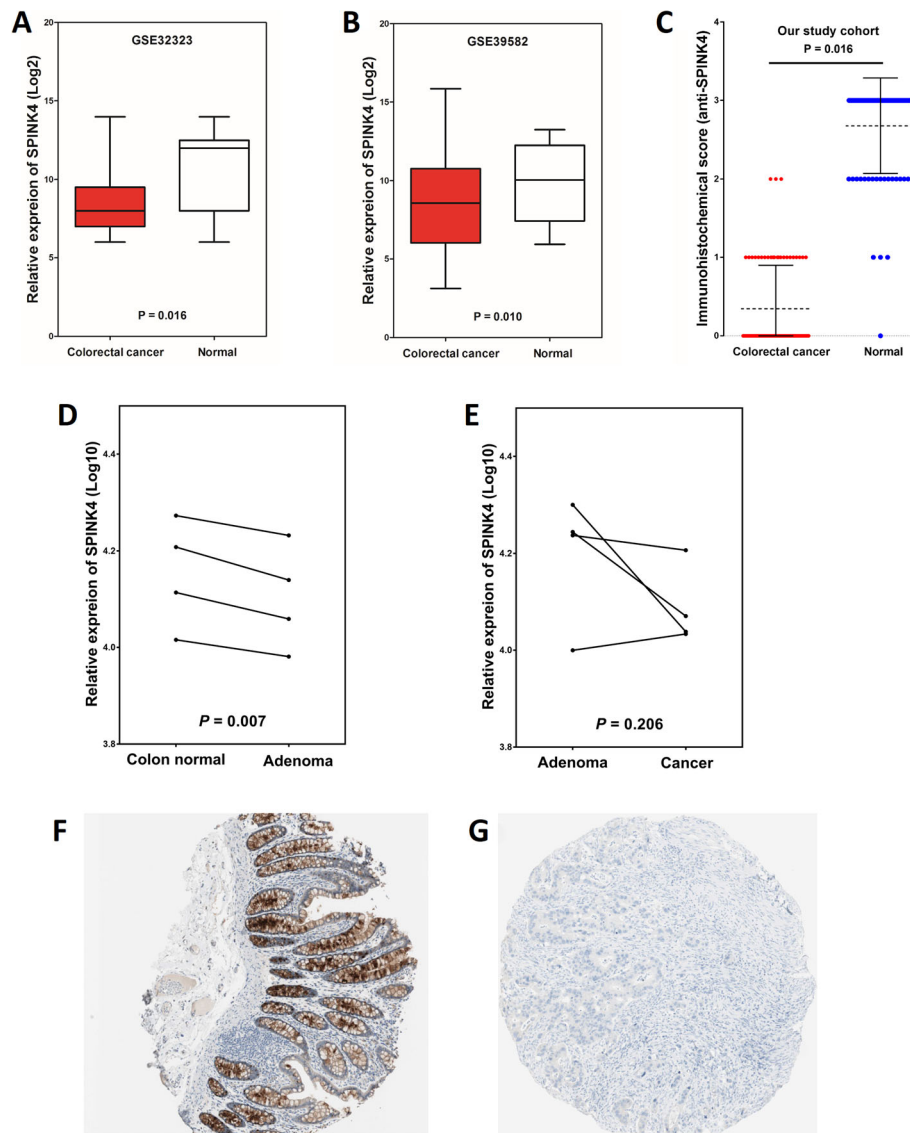 A
GSE32323
Relative expreion of SPINK4 (Log2)
20
15
10
5
0
P = 0.016
Colorectal cancer
Normal
B
GSE39582
Relative expreion of SPINK4 (Log2)
20
15
10
5
0
P = 0.010
Colorectal cancer
Normal
C
Our study cohort
P = 0.016
Immunohistochemical score (anti-SPINK4)
4
3
2
1
0
Colorectal cancer
Normal
D
Relative expreion of SPINK4 (Log10)
4.4
4.2
4.0
3.8
P = 0.007
Colon normal
Adenoma
E
Relative expreion of SPINK4 (Log10)
4.4
4.2
4.0
3.8
P = 0.206
Adenoma
Cancer
F
G